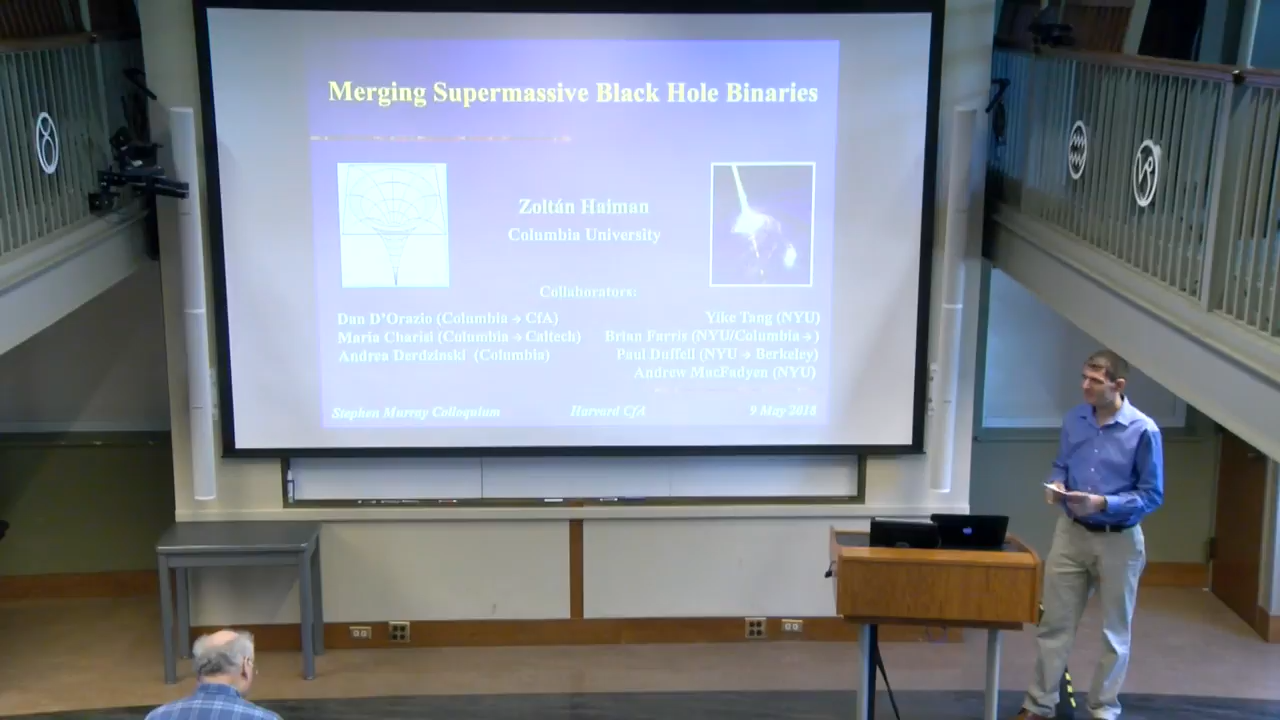 Merging Supermassive Black Hole Binaries
Zoltán Haiman
Columbia University
Collaborators:
Dan D'Orazio (Columbia → CfA)
Maria Charisi (Columbia → Caltech)
Andrea Derdzinski (Columbia)
Yike Tang (NYU)
Brian Farris (NYU/Columbia → )
Paul Duffell (NYU → Berkeley)
Andrew MacFadyen (NYU)
Stephen Murray Colloquium Harvard CfA 9 May 2018